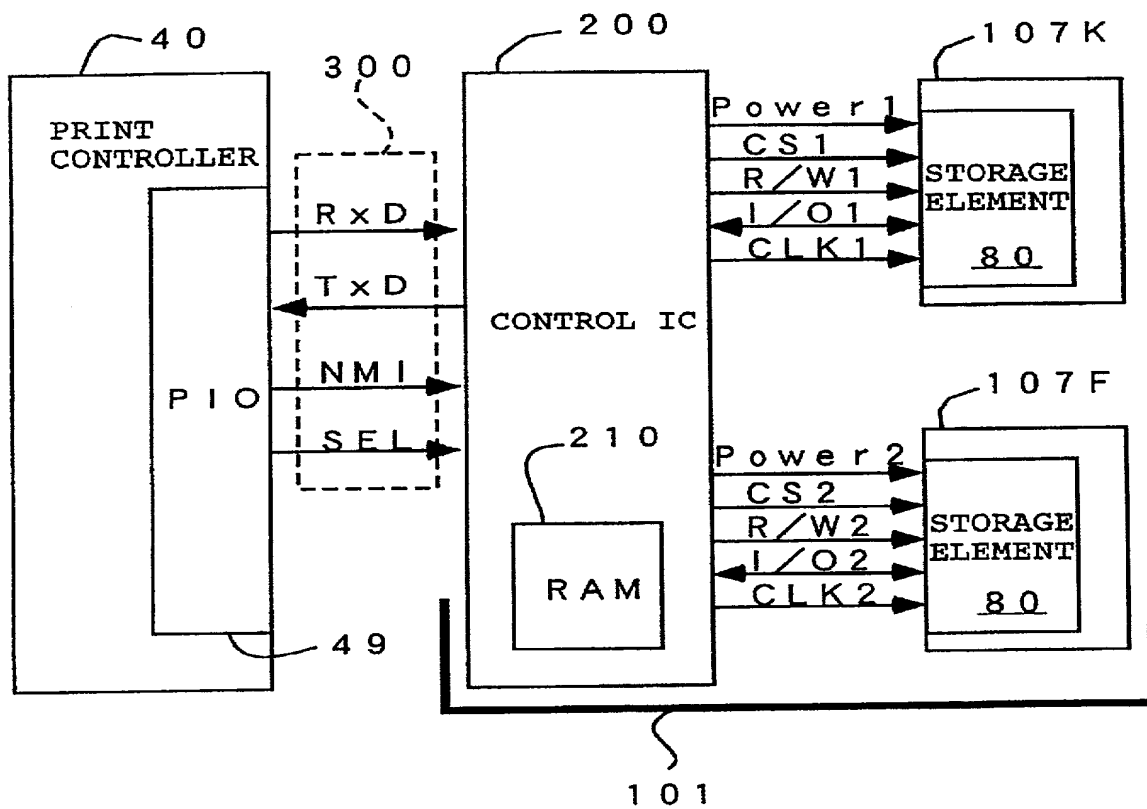 40
300
200
107K
PRINT
CONTROLLER
PIO
49
RxD
TxD
NMI
SEL
CONTROL IC
210
RAM
Power1
CS1
R/W1
I/O1
CLK1
STORAGE
ELEMENT
80
107F
Power2
CS2
R/W2
I/O2
CLK2
STORAGE
ELEMENT
80
101